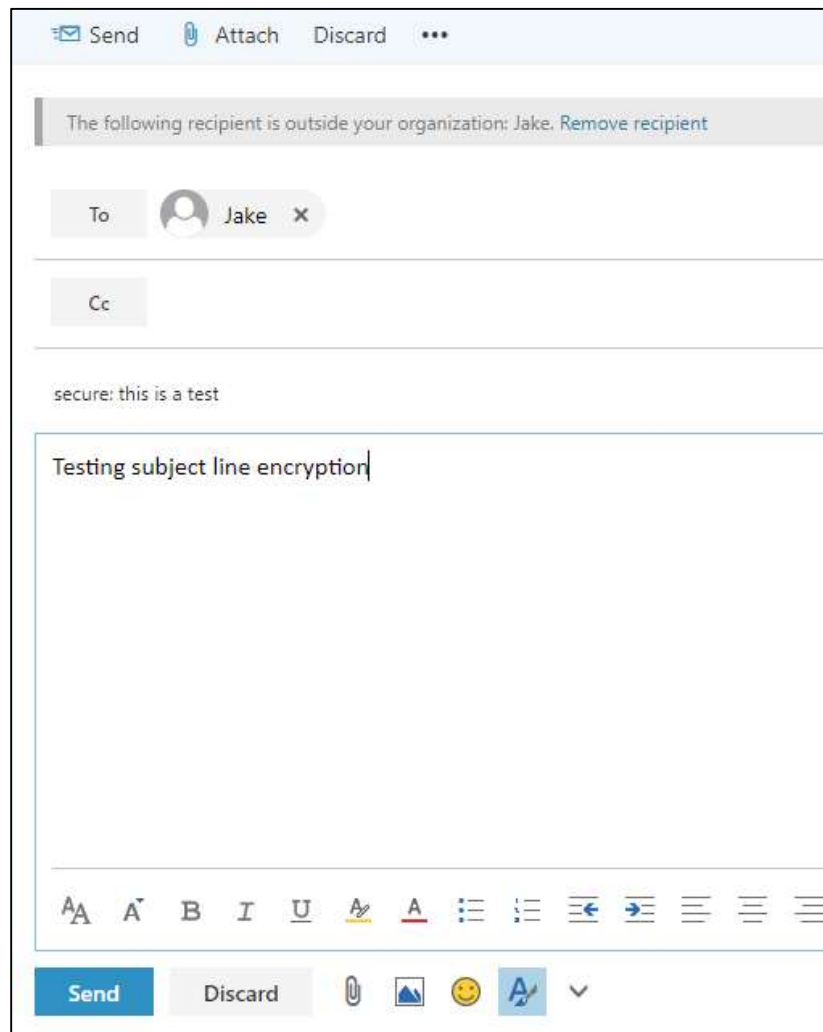 Send Attach Discard •••
The following recipient is outside your organization: Jake. Remove recipient
To Jake ×
Cc
secure: this is a test
Testing subject line encryption
AA A B I U A A
Send Discard